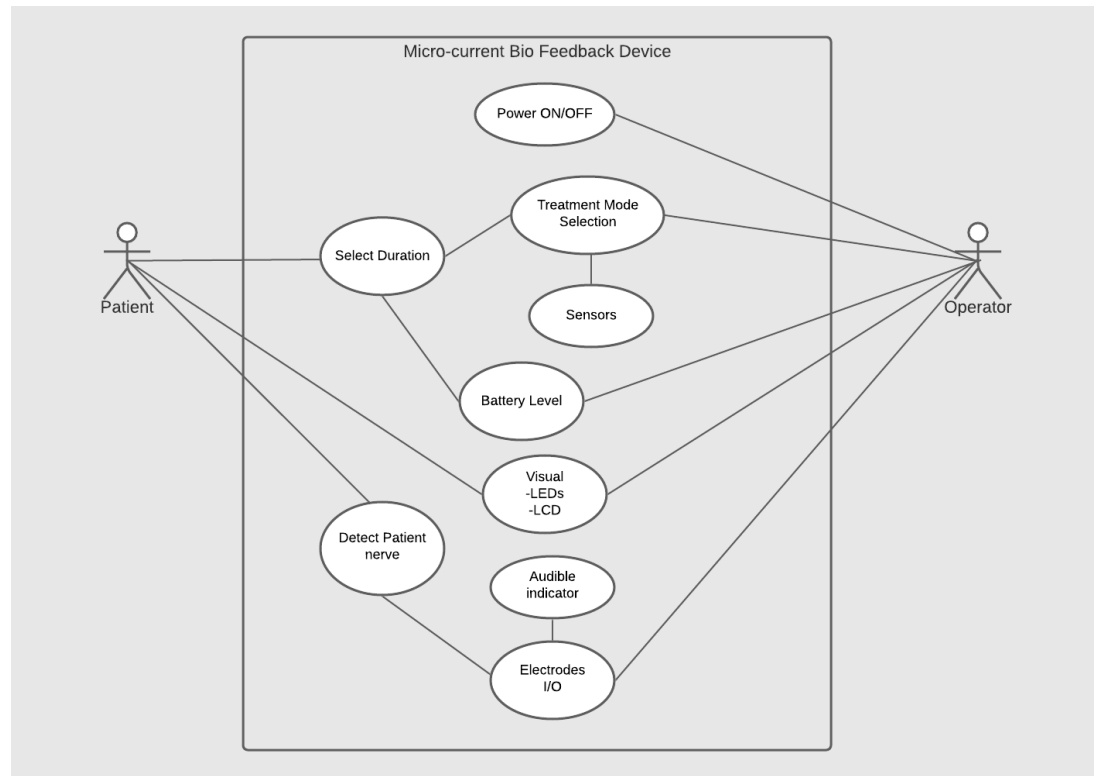 Micro-current Bio Feedback Device
Power ON/OFF
Treatment Mode
Selection
Select Duration
Patient
Operator
Sensors
Battery Level
Visual
-LEDs
-LCD
Detect Patient
nerve
Audible
indicator
Electrodes
I/O